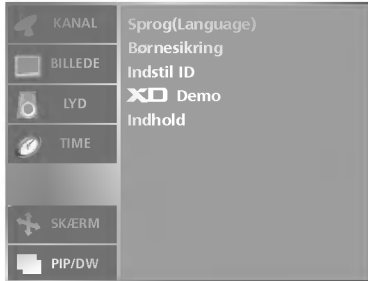 KANAL
BILLEDE
LYD
TIME
SKÆRM
PIP/DW
Sprog(Language)
Børnesikring
Indstil ID
XD Demo
Indhold